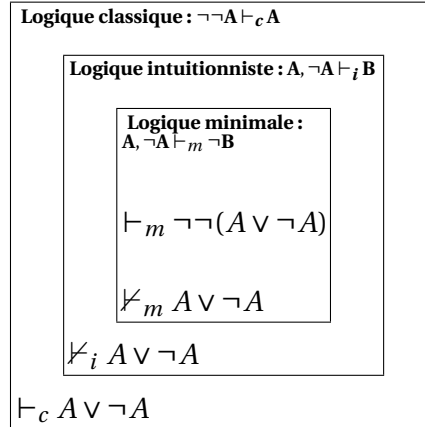 Logique classique : ¬¬A ⊢c A
Logique intuitionniste : A, ¬A ⊢i B
Logique minimale :
A, ¬A ⊢m ¬B
⊢m ¬¬(A ∨ ¬A)
⊬m A ∨ ¬A
⊬i A ∨ ¬A
⊢c A ∨ ¬A